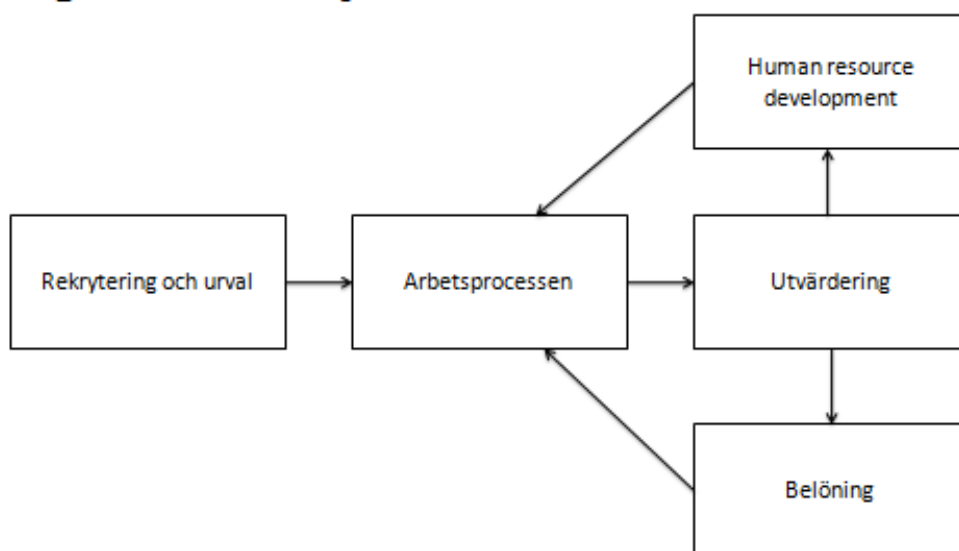 Human resource
development
Rekrytering och urval
Arbetsprocessen
Utvärdering
Belöning